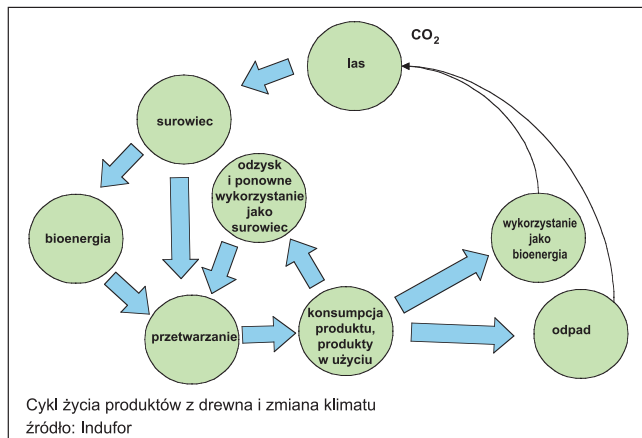 CO2
las
surowiec
odzysk
i ponowne
wykorzystanie
jako
surowiec
bioenergia
wykorzystanie
jako
bioenergia
przetwarzanie
konsumpcja
produktu,
produkty
w użyciu
odpad
Cykl życia produktów z drewna i zmiana klimatu
źródło: Indufor